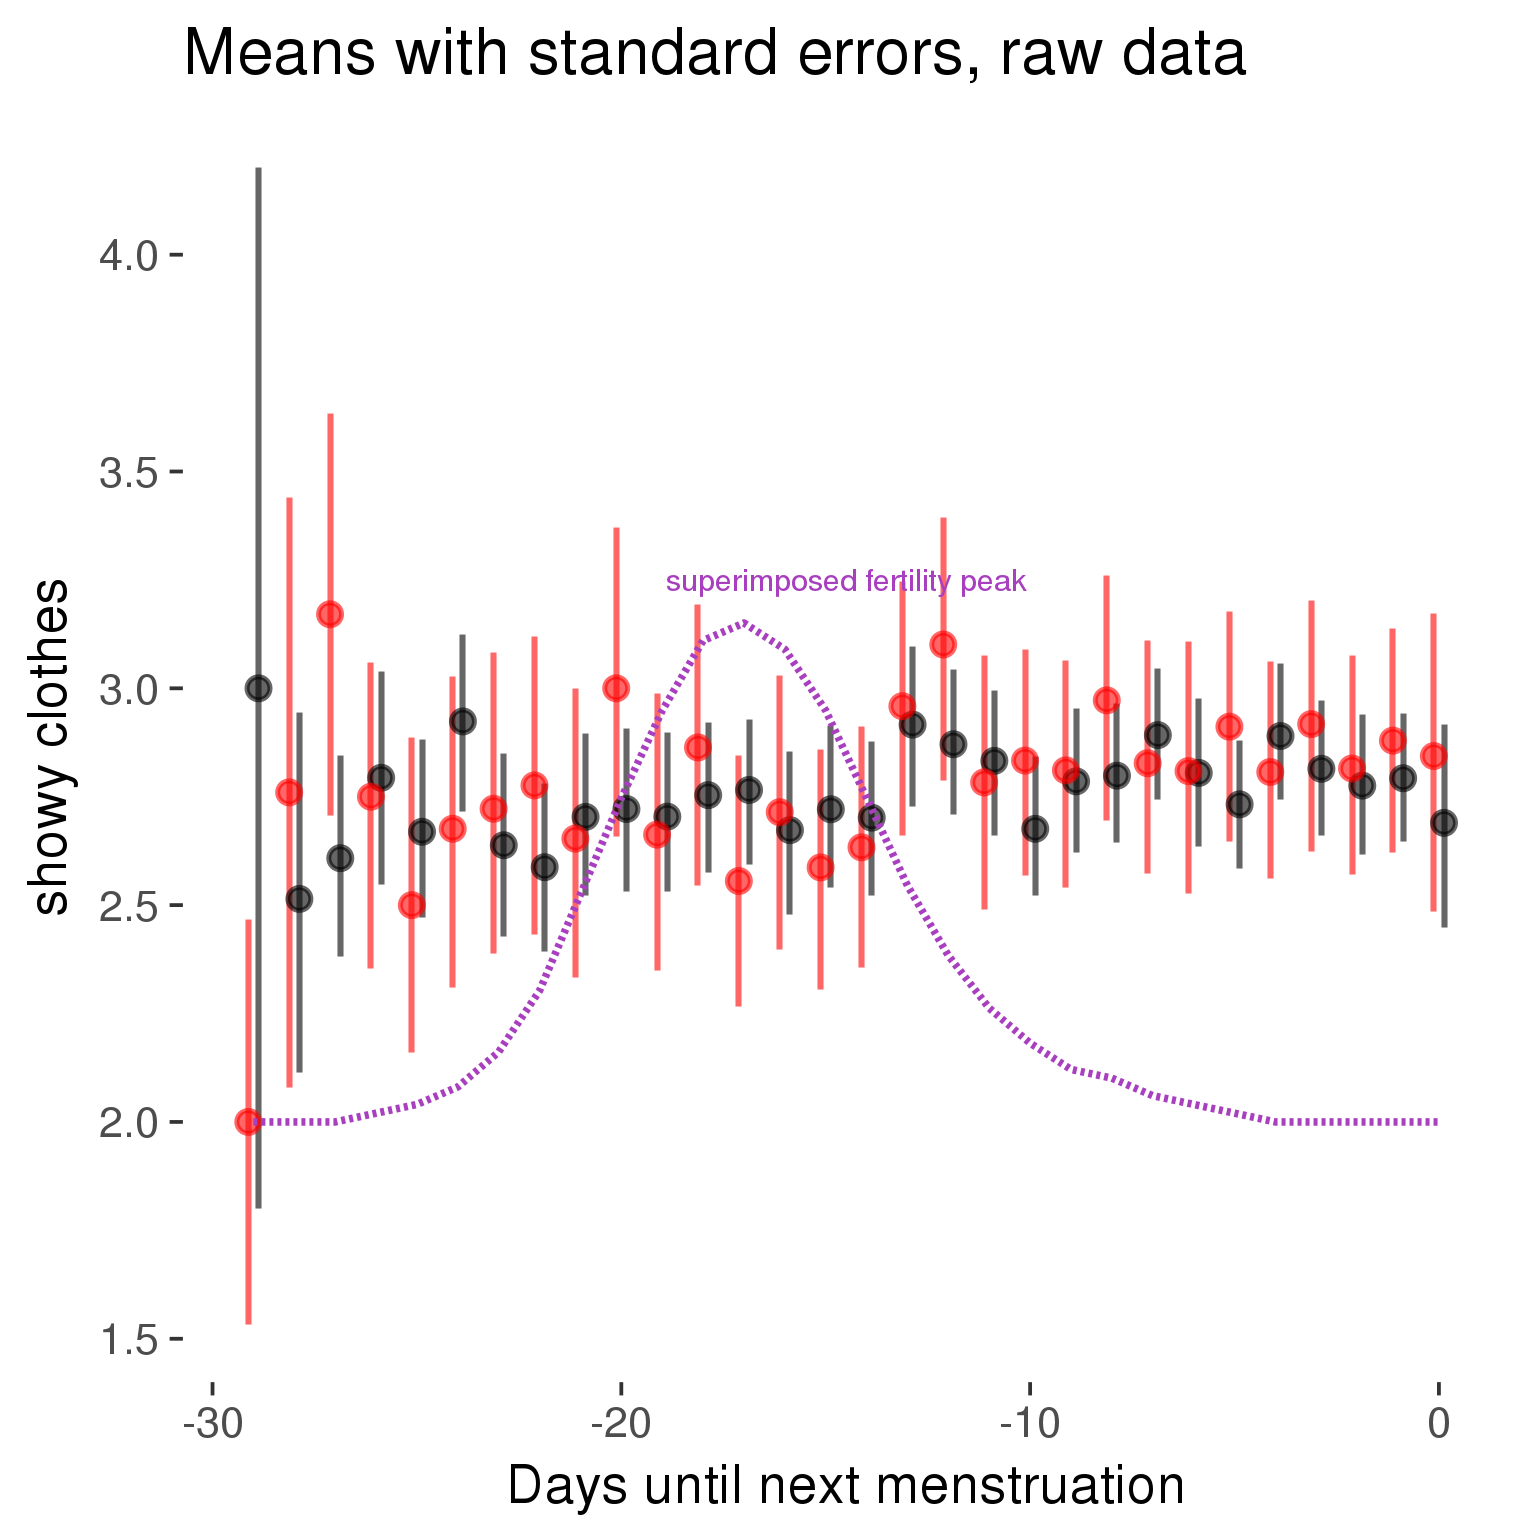 Means with standard errors, raw data
4.0
3.5
3.0
2.5
2.0
1.5
showy clothes
superimposed fertility peak
-30
-20
-10
0
Days until next menstruation